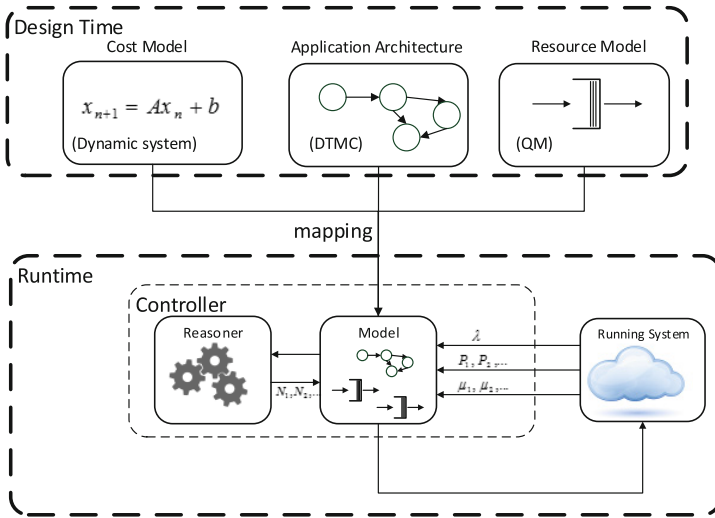 Design Time
Cost Model
Application Architecture
Resource Model
x_{n+1} = Ax_n + b
(Dynamic system)
(DTMC)
(QM)
mapping
Runtime
Controller
Reasoner
Model
Running System
λ
P_1, P_2,...
μ_1, μ_2,...
N_1, N_2,...